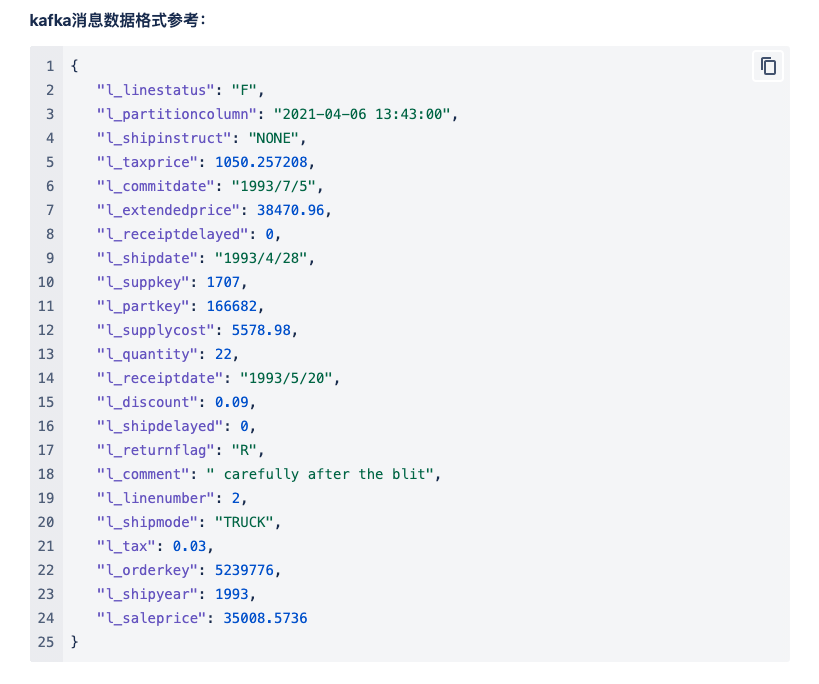 kafka消息数据格式参考：
1 {
2 "l_linestatus": "F",
3 "l_partitioncolumn": "2021-04-06 13:43:00",
4 "l_shipinstruct": "NONE",
5 "l_taxprice": 1050.257208,
6 "l_commitdate": "1993/7/5",
7 "l_extendedprice": 38470.96,
8 "l_receiptdelayed": 0,
9 "l_shipdate": "1993/4/28",
10 "l_suppkey": 1707,
11 "l_partkey": 166682,
12 "l_supplycost": 5578.98,
13 "l_quantity": 22,
14 "l_receiptdate": "1993/5/20",
15 "l_discount": 0.09,
16 "l_shipdelayed": 0,
17 "l_returnflag": "R",
18 "l_comment": " carefully after the blit",
19 "l_linenumber": 2,
20 "l_shipmode": "TRUCK",
21 "l_tax": 0.03,
22 "l_orderkey": 5239776,
23 "l_shipyear": 1993,
24 "l_saleprice": 35008.5736
25 }